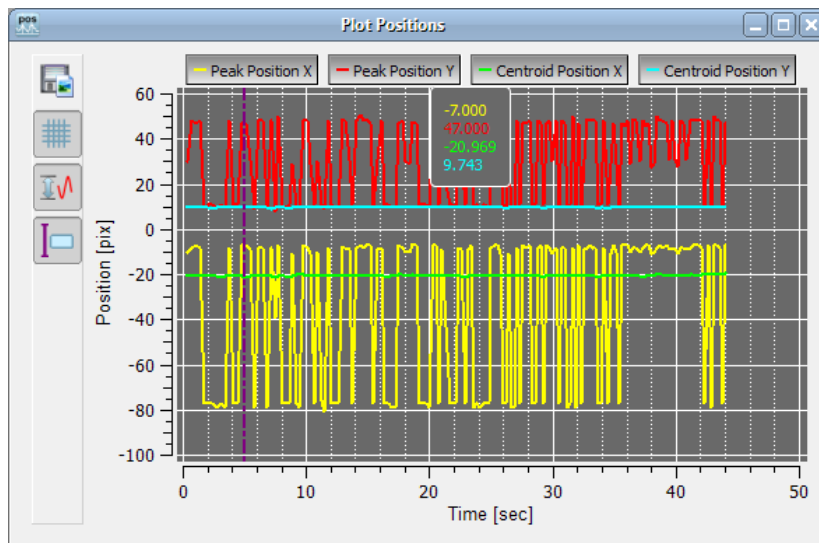 pos
Plot Positions
Peak Position X
Peak Position Y
Centroid Position X
Centroid Position Y
-7.000
47.000
-20.969
9.743
Position [pix]
60
40
20
0
-20
-40
-60
-80
-100
0
10
20
30
40
50
Time [sec]